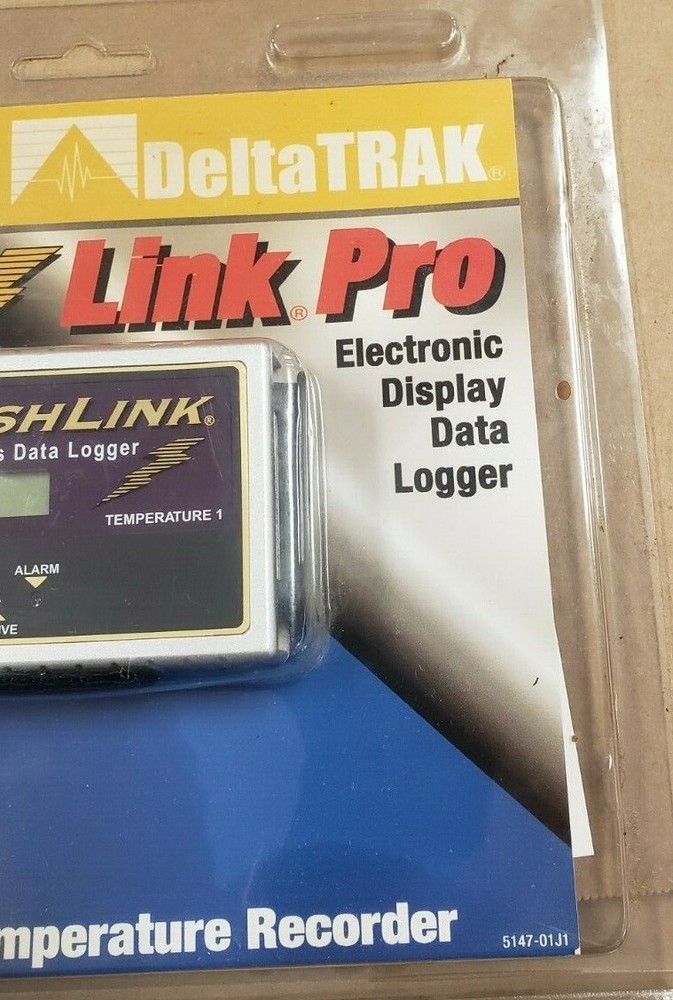 DeltaTRAK®
Link® Pro
Electronic
Display
Data
Logger
SHLINK®
s Data Logger
TEMPERATURE 1
ALARM
VE
mperature Recorder
5147-01J1